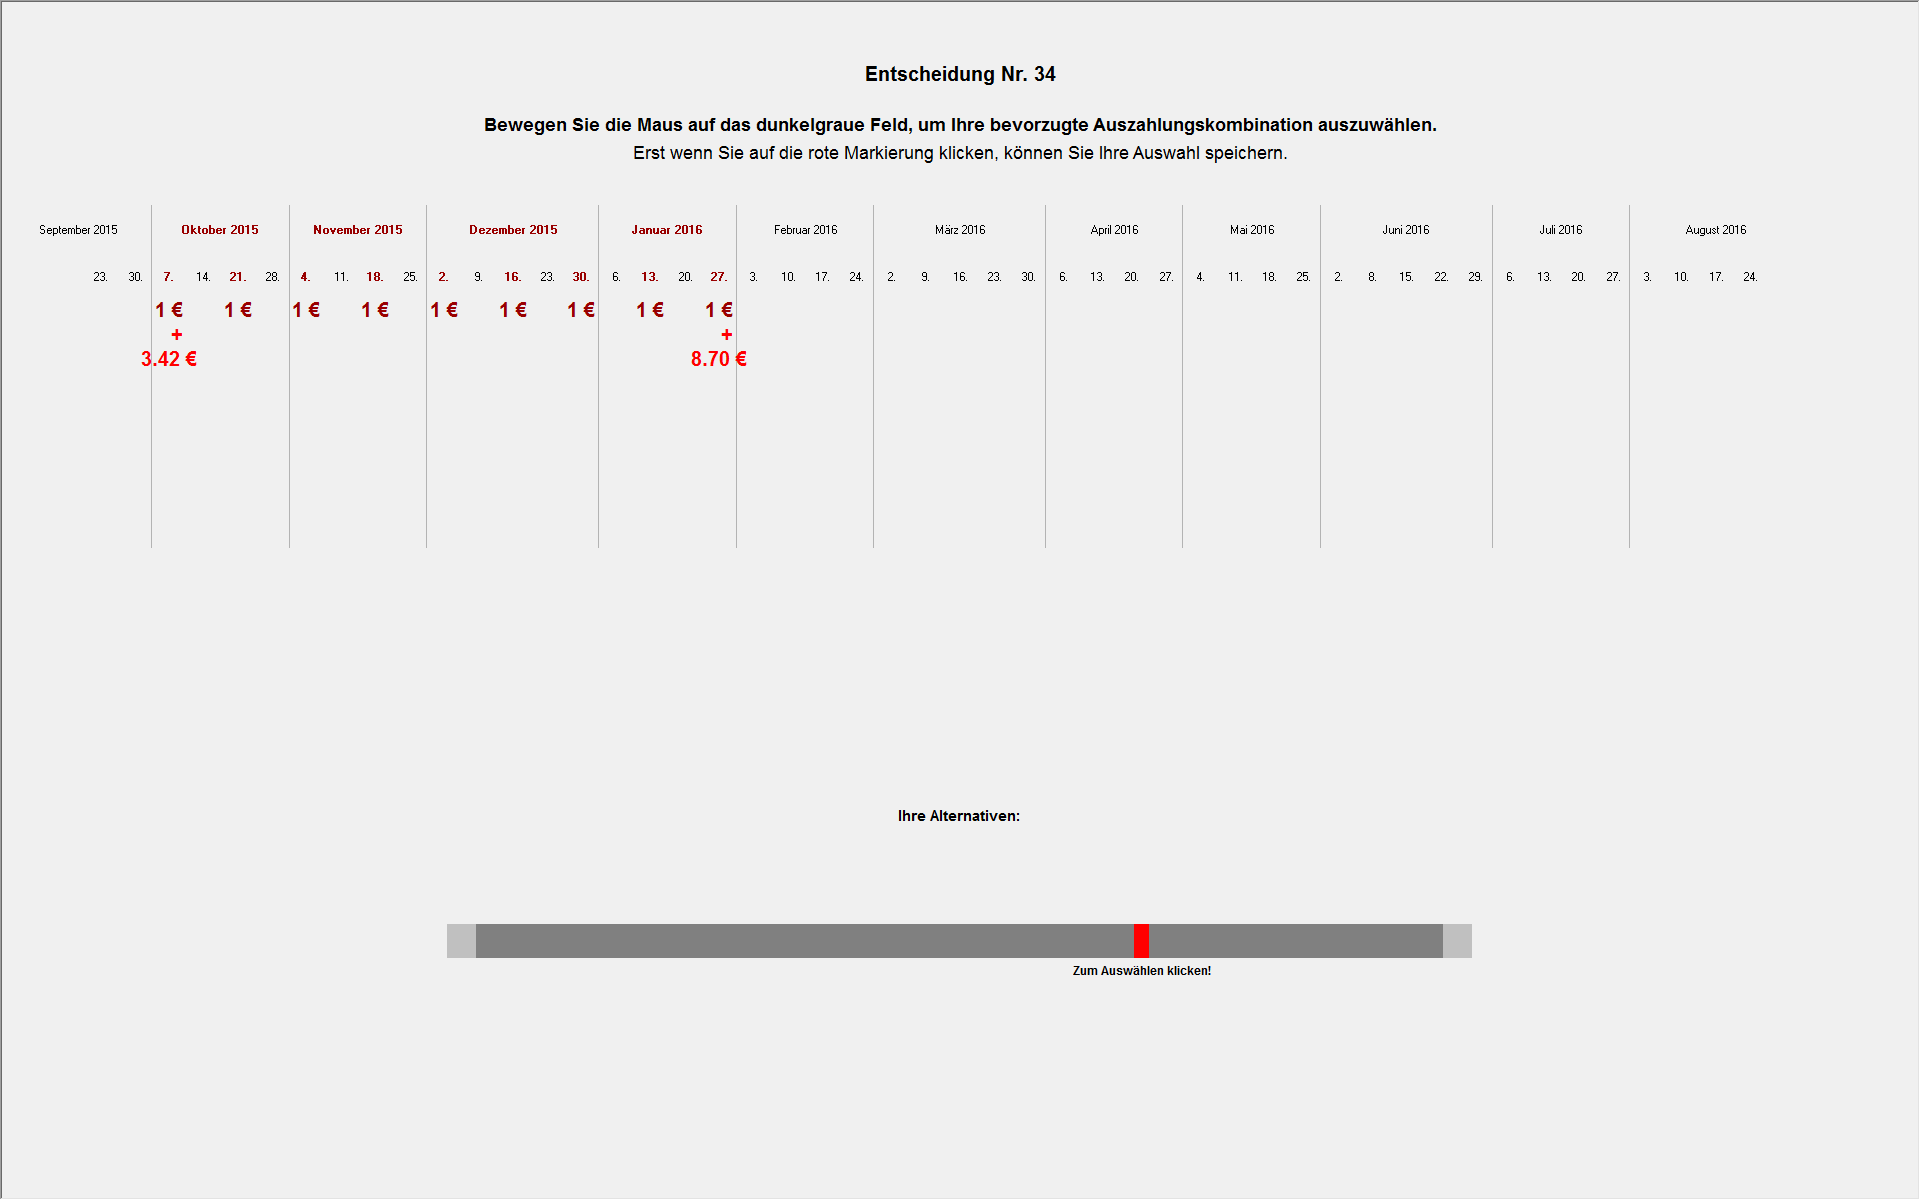 Entscheidung Nr. 34
Bewegen Sie die Maus auf das dunkelgraue Feld, um Ihre bevorzugte Auszahlungskombination auszuwählen.
Erst wenn Sie auf die rote Markierung klicken, können Sie Ihre Auswahl speichern.
September 2015 Oktober 2015 November 2015 Dezember 2015 Januar 2016 Februar 2016 März 2016 April 2016 Mai 2016 Juni 2016 Juli 2016 August 2016
23. 30. 7. 14. 21. 28. 4. 11. 18. 25. 2. 9. 16. 23. 30. 6. 13. 20. 27. 3. 10. 17. 24. 2. 9. 16. 23. 30. 6. 13. 20. 27. 4. 11. 18. 25. 2. 8. 15. 22. 29. 6. 13. 20. 27. 3. 10. 17. 24.
1 € 1 € 1 € 1 € 1 € 1 € 1 € 1 € 1 €
+ +
3.42 € 8.70 €
Ihre Alternativen:
Zum Auswählen klicken!